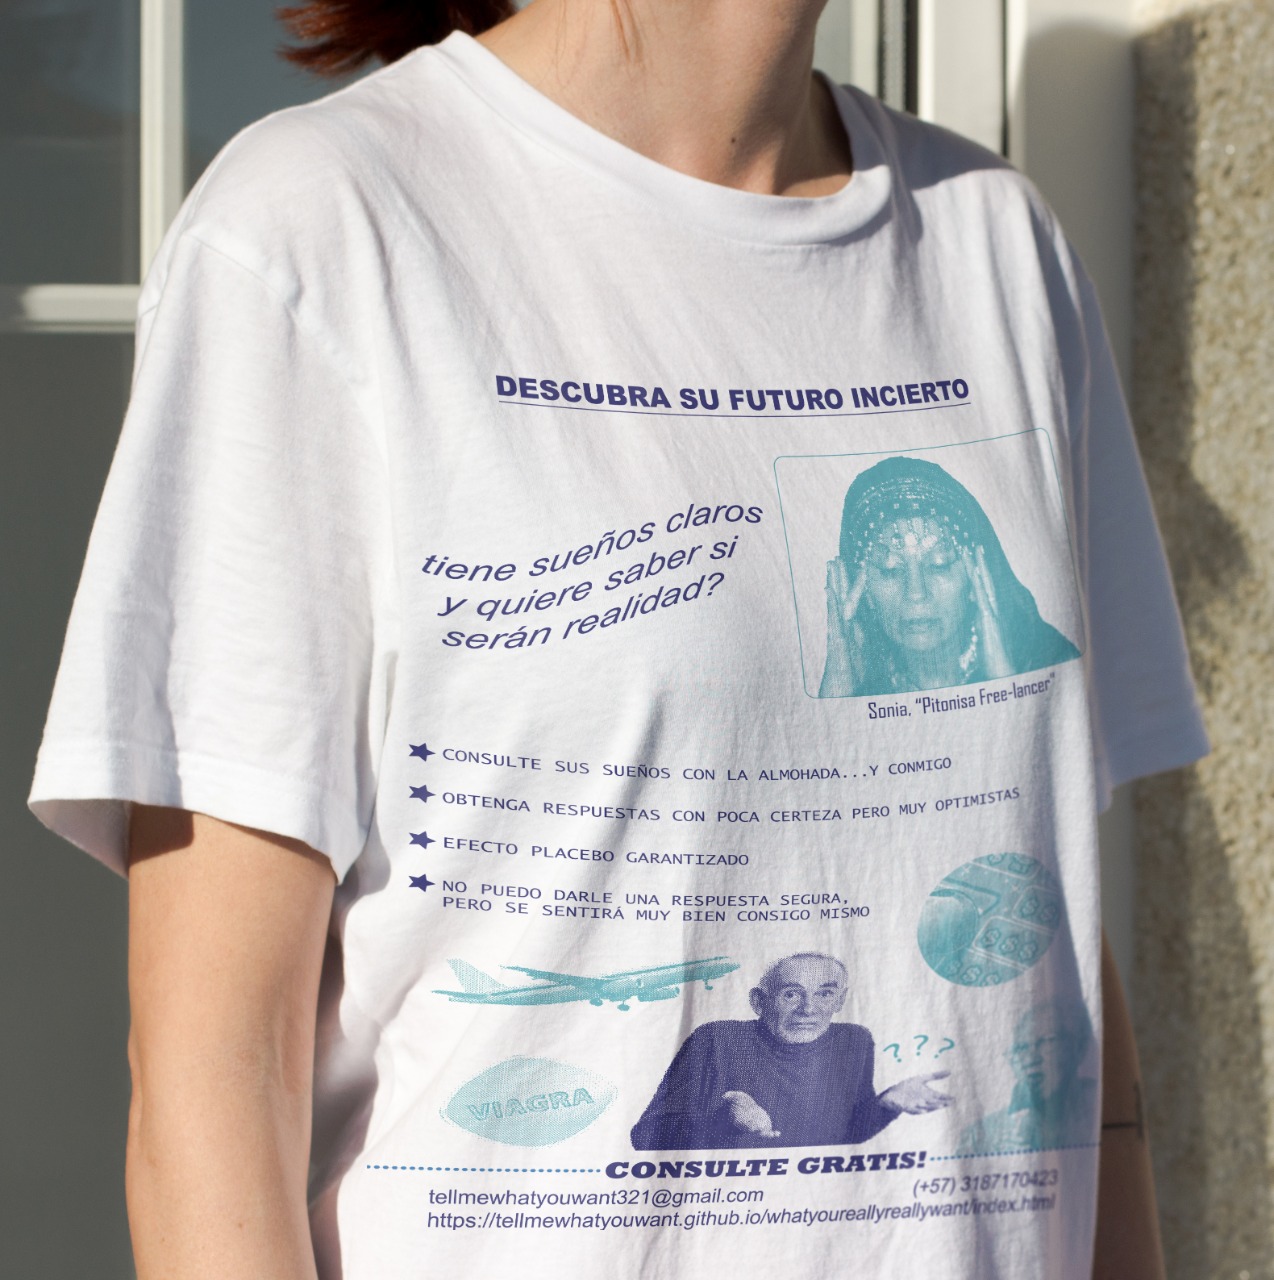 DESCUBRA SU FUTURO INCIERTO
tiene sueños claros
y quiere saber si
serán realidad?
Sonia, "Pitonisa Free-lancer"
CONSULTE SUS SUEÑOS CON LA ALMOHADA...Y CONMIGO
OBTENGA RESPUESTAS CON POCA CERTEZA PERO MUY OPTIMISTAS
EFECTO PLACEBO GARANTIZADO
NO PUEDO DARLE UNA RESPUESTA SEGURA,
PERO SE SENTIRÁ MUY BIEN CONSIGO MISMO
???
VIAGRA
CONSULTE GRATIS!
tellmewhatyouwant321@gmail.com (+57) 3187170423
https://tellmewhatyouwant.github.io/whatyoureallyreallywant/index.html